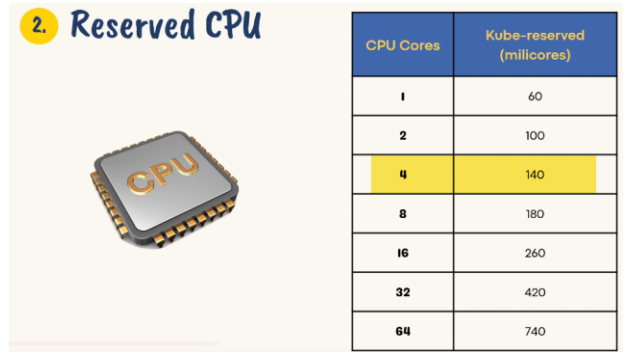 2. Reserved CPU
CPU
CPU Cores Kube-reserved
(milicores)
1 60
2 100
4 140
8 180
16 260
32 420
64 740